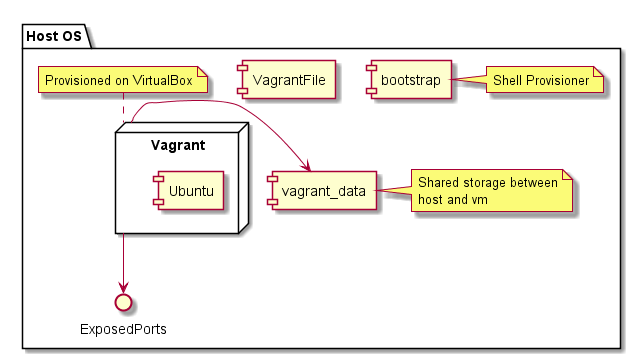 Host OS
Provisioned on VirtualBox
VagrantFile
bootstrap
Shell Provisioner
Vagrant
Ubuntu
vagrant_data
Shared storage between
host and vm
ExposedPorts